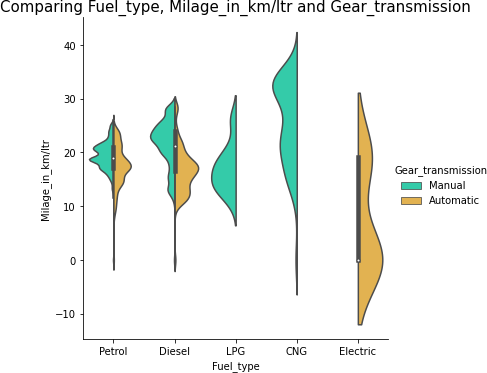 Comparing Fuel_type, Milage_in_km/ltr and Gear_transmission
40
30
20
10
0
−10
Milage_in_km/ltr
Petrol Diesel LPG CNG Electric
Fuel_type
Gear_transmission
Manual
Automatic